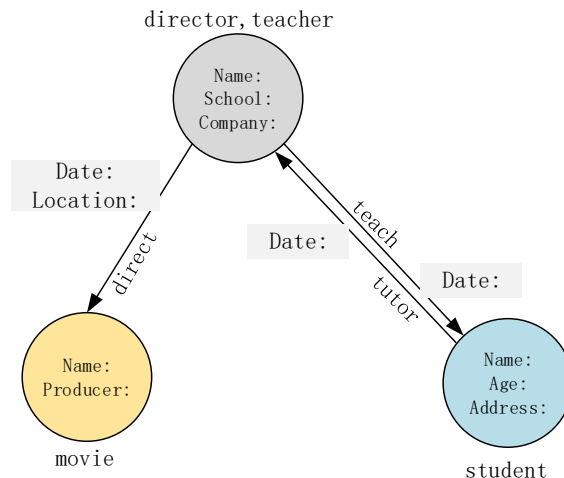 director,teacher
Name:
School:
Company:
Date:
Location:
direct
teach
Date:
Date:
tutor
Name:
Producer:
movie
Name:
Age:
Address:
student